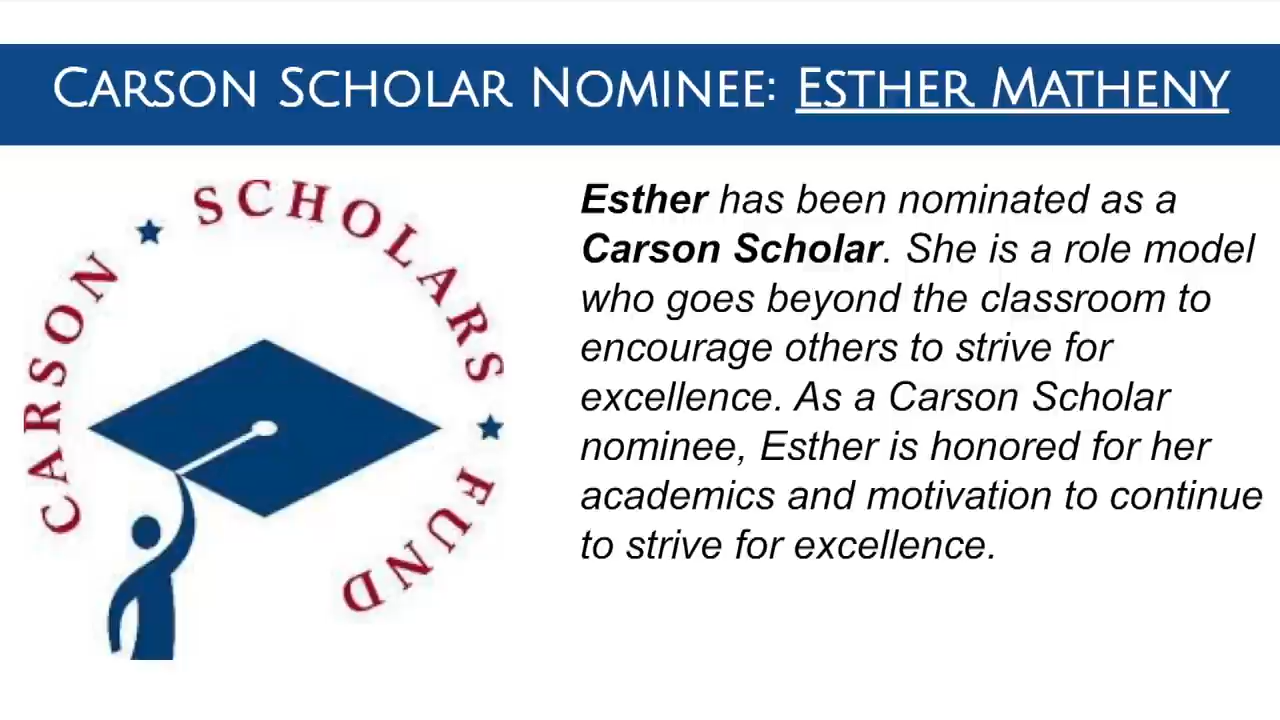 CARSON SCHOLAR NOMINEE: ESTHER MATHENY
CARSON ★ SCHOLARS ★ FUND
Esther has been nominated as a
Carson Scholar. She is a role model
who goes beyond the classroom to
encourage others to strive for
excellence. As a Carson Scholar
nominee, Esther is honored for her
academics and motivation to continue
to strive for excellence.